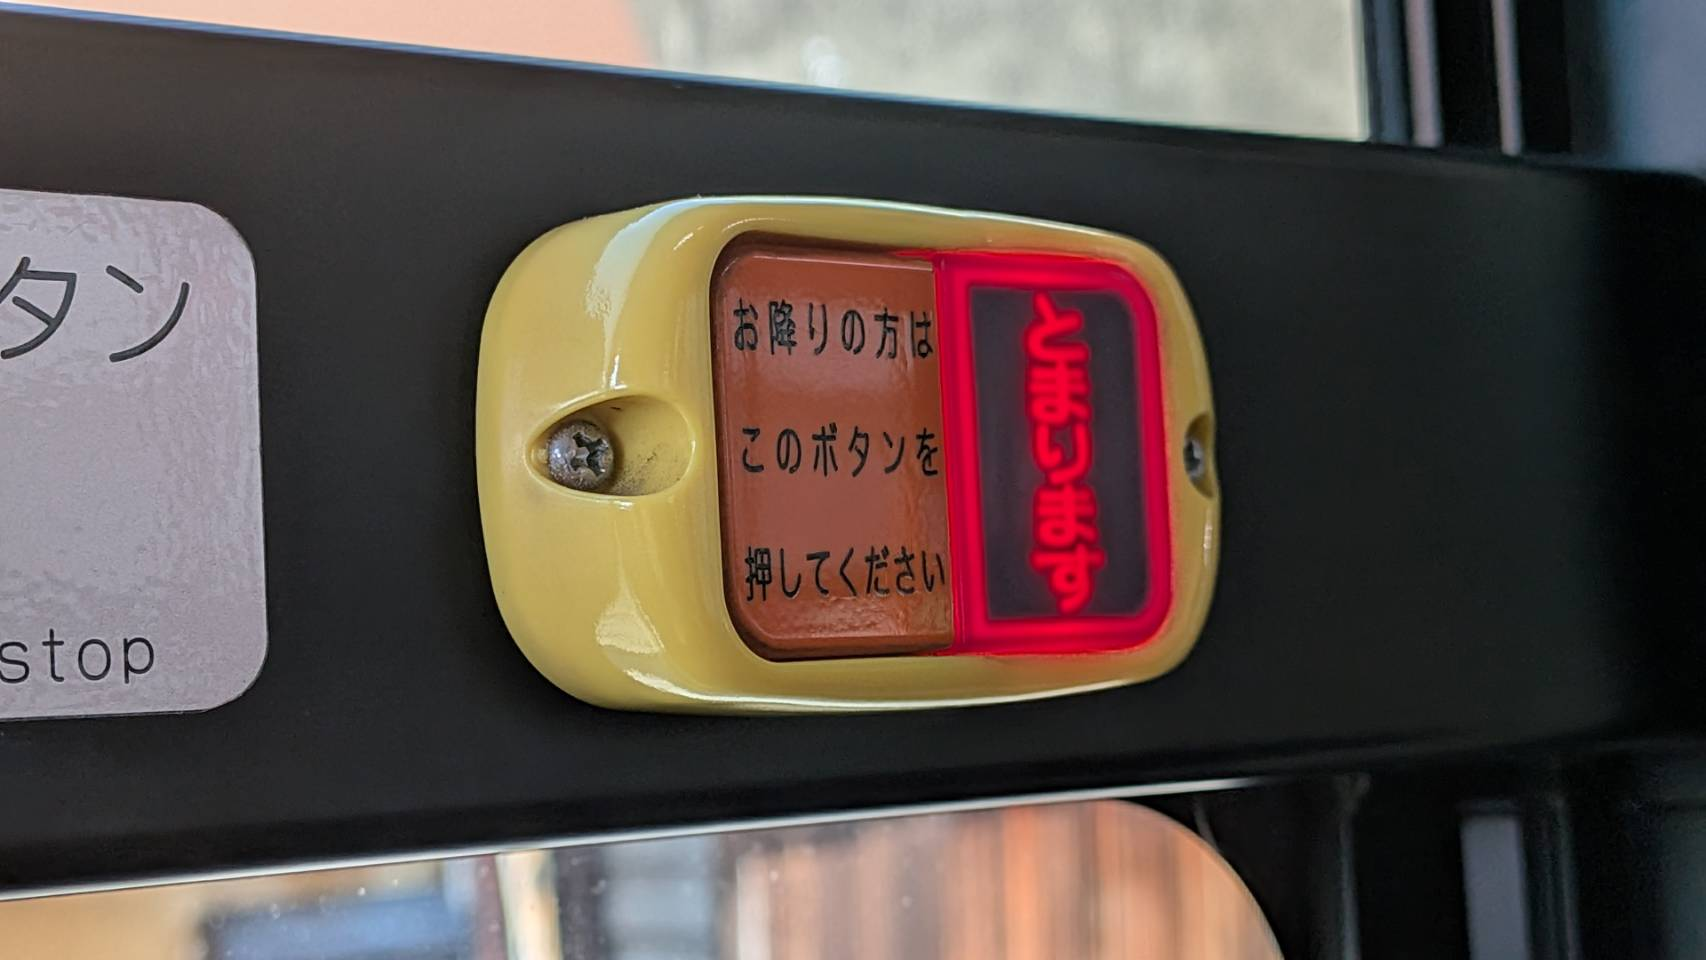 タン
stop
お降りの方は
このボタンを
押してください
とまります